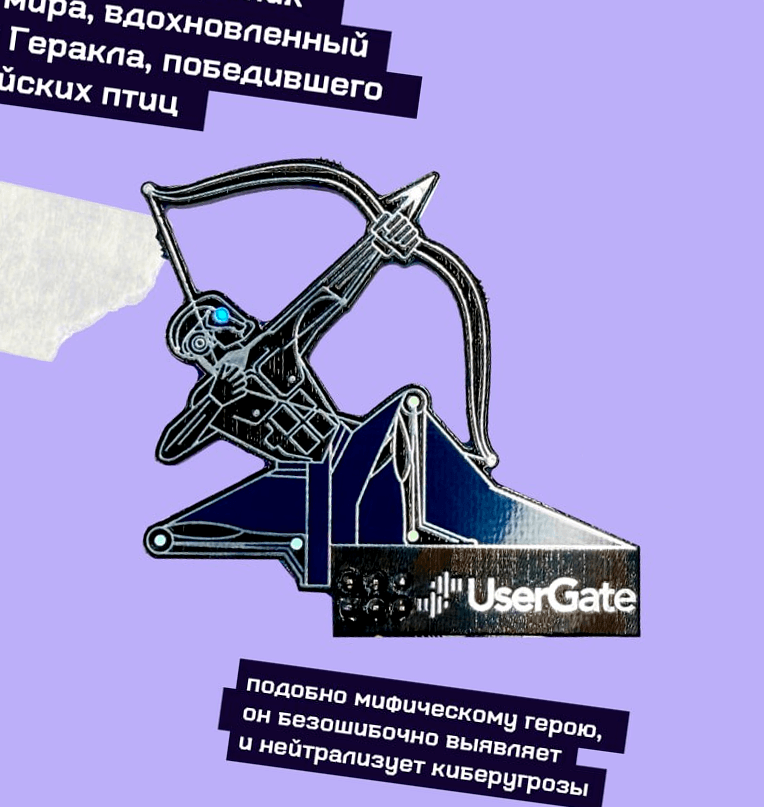 мира, вдохновленный
Геракла, победившего
йских птиц
UserGate
подобно мифическому герою,
он безошибочно выявляет
и нейтрализует киберугрозы